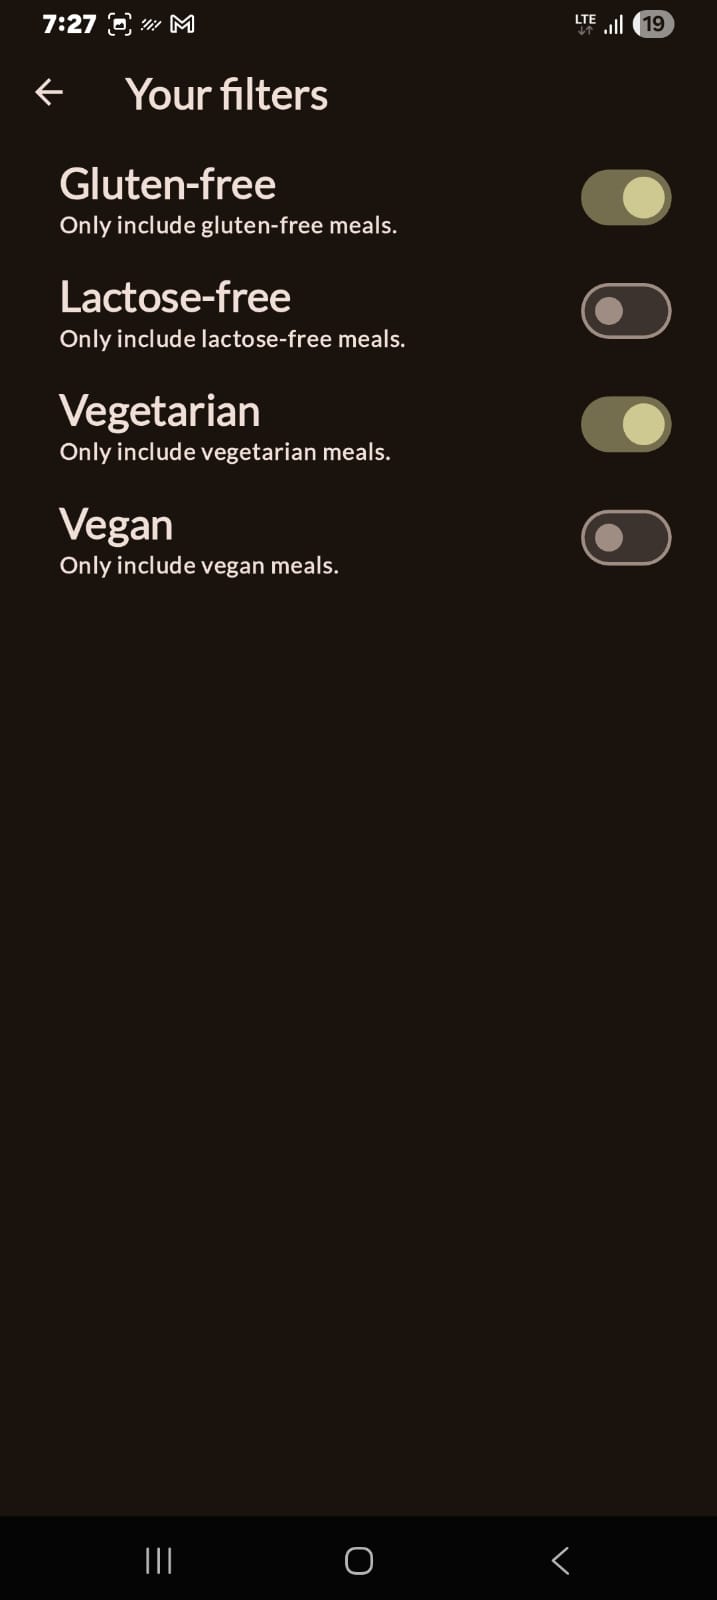 7:27 LTE 19
Your filters
Gluten-free
Only include gluten-free meals.
Lactose-free
Only include lactose-free meals.
Vegetarian
Only include vegetarian meals.
Vegan
Only include vegan meals.